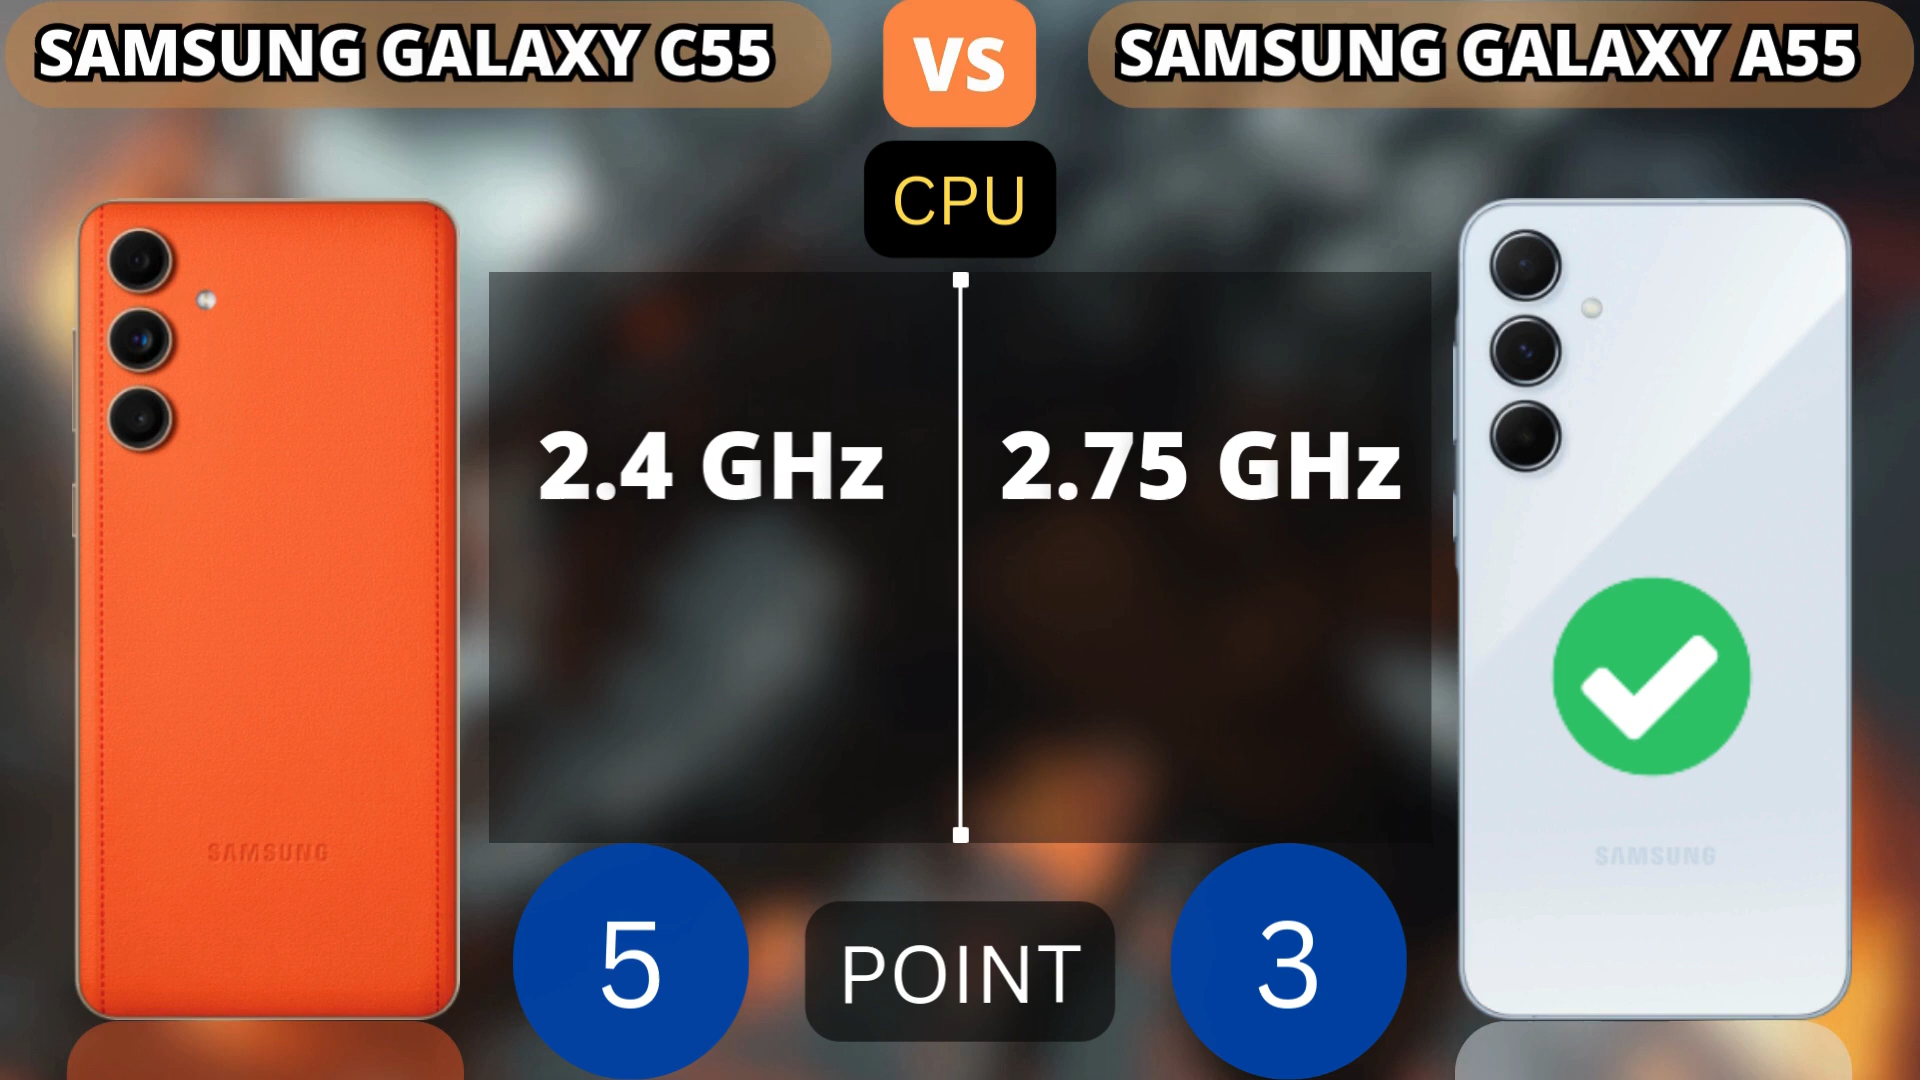 SAMSUNG GALAXY C55
VS
SAMSUNG GALAXY A55
CPU
2.4 GHz
2.75 GHz
SAMSUNG
SAMSUNG
5
POINT
3